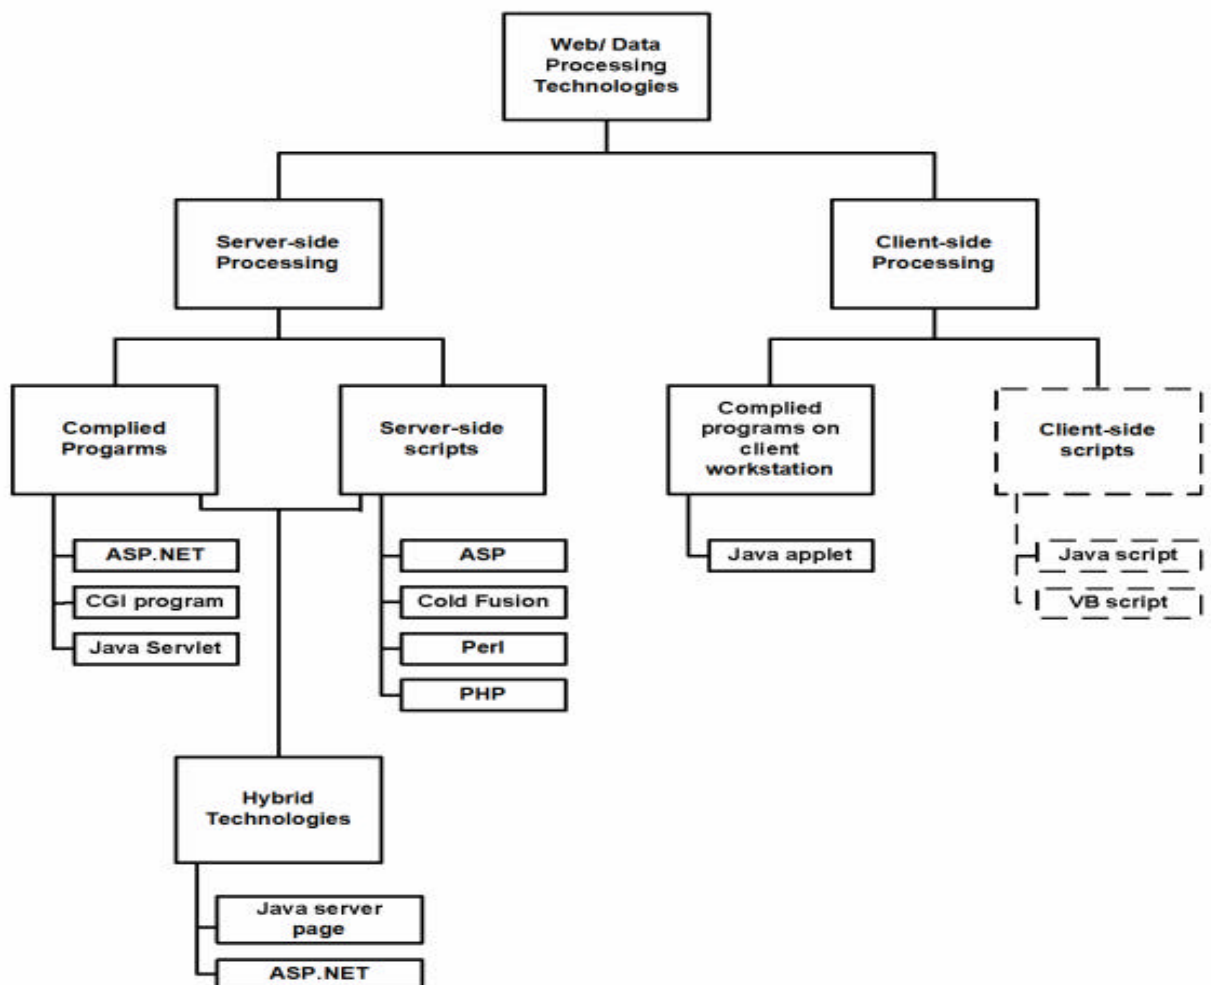 Web/ Data
Processing
Technologies
Server-side
Processing
Client-side
Processing
Complied
Progarms
Server-side
scripts
Complied
programs on
client
workstation
Client-side
scripts
ASP.NET
CGI program
Java Servlet
ASP
Cold Fusion
Perl
PHP
Java applet
Java script
VB script
Hybrid
Technologies
Java server
page
ASP.NET